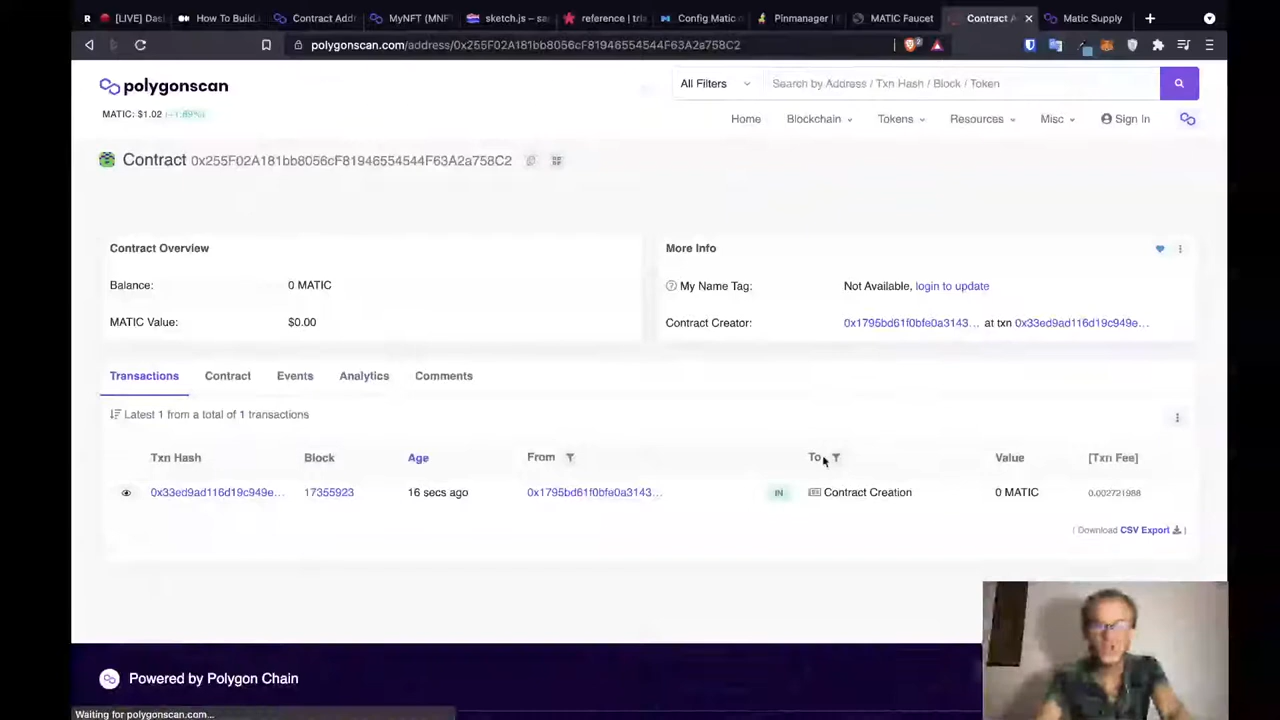 [LIVE] Das
How To Build
Contract Add
MyNFT (MNF
sketch.js – sa
reference | tria
Config Matic
Pinmanager |
MATIC Faucet
Contract A
Matic Supply
polygonscan.com/address/0x255F02A181bb8056cF81946554544F63A2a758C2
polygonscan
All Filters
Search by Address / Txn Hash / Block / Token
MATIC: $1.02 (-1.89%)
Home
Blockchain
Tokens
Resources
Misc
Sign In
Contract 0x255F02A181bb8056cF81946554544F63A2a758C2
Contract Overview
Balance: 0 MATIC
MATIC Value: $0.00
More Info
My Name Tag: Not Available, login to update
Contract Creator: 0x1795bd61f0bfe0a3143... at txn 0x33ed9ad116d19c949e...
Transactions
Contract
Events
Analytics
Comments
Latest 1 from a total of 1 transactions
Txn Hash
Block
Age
From
To
Value
[Txn Fee]
0x33ed9ad116d19c949e...
17355923
16 secs ago
0x1795bd61f0bfe0a3143...
IN
Contract Creation
0 MATIC
0.002721988
[ Download CSV Export ]
Powered by Polygon Chain
Waiting for polygonscan.com...